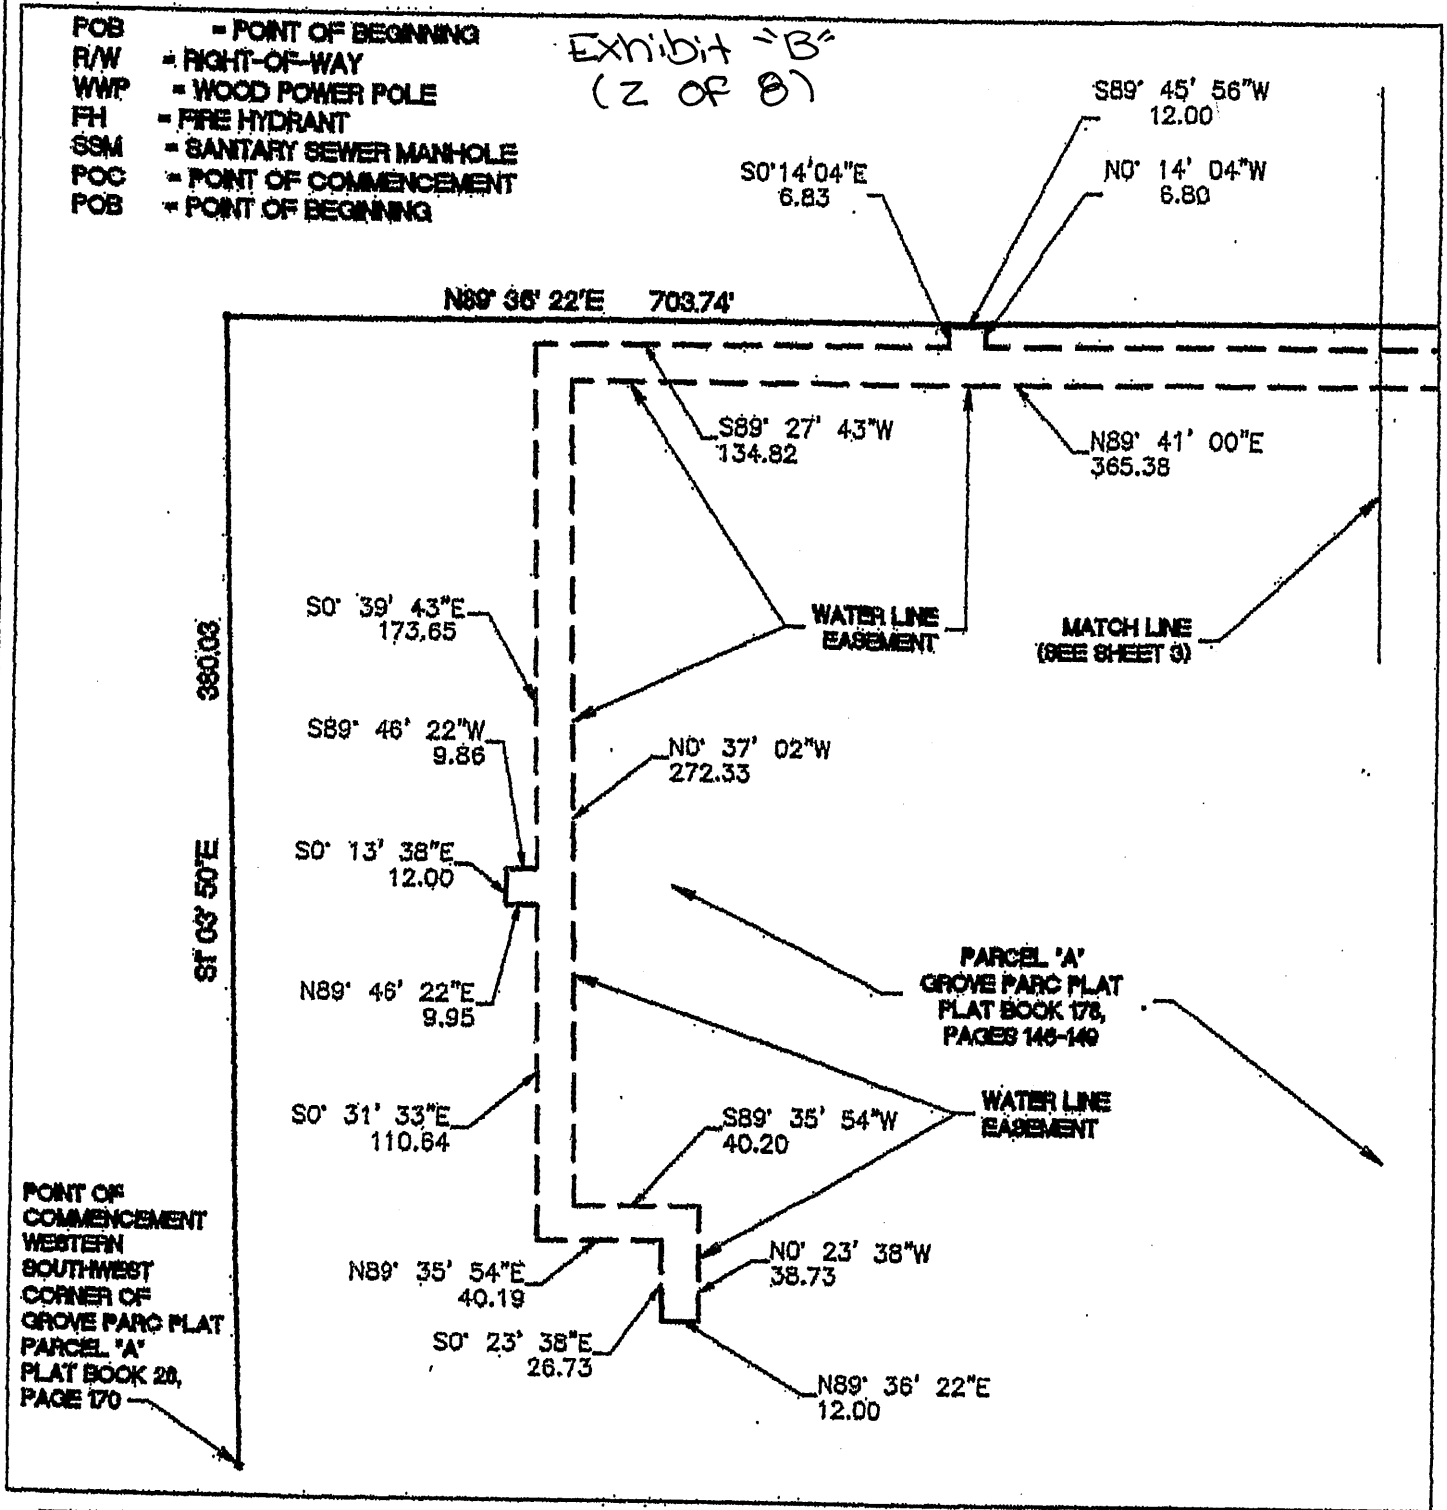 POB = POINT OF BEGINNING
R/W = RIGHT-OF-WAY
WWP = WOOD POWER POLE
FH = FIRE HYDRANT
SSM = SANITARY SEWER MANHOLE
POC = POINT OF COMMENCEMENT
POB = POINT OF BEGINNING
Exhibit "B"
(2 OF 8)
S89° 45' 56"W
12.00
S0°14'04"E
6.83
N0° 14' 04"W
6.80
N89° 36' 22'E 703.74'
S89° 27' 43"W
134.82
N89° 41' 00"E
365.38
S0° 39' 43"E
173.65
WATER LINE
EASEMENT
MATCH LINE
(SEE SHEET 3)
380.03
S1° 03' 50"E
S89° 46' 22"W
9.86
N0° 37' 02"W
272.33
S0° 13' 38"E
12.00
N89° 46' 22"E
9.95
PARCEL "A"
GROVE PARC PLAT
PLAT BOOK 178,
PAGES 146-149
S0° 31' 33"E
110.64
S89° 35' 54"W
40.20
WATER LINE
EASEMENT
POINT OF
COMMENCEMENT
WESTERN
SOUTHWEST
CORNER OF
GROVE PARC PLAT
PARCEL "A"
PLAT BOOK 26,
PAGE 170
N89° 35' 54"E
40.19
N0° 23' 38"W
38.73
S0° 23' 38"E
26.73
N89° 36' 22"E
12.00